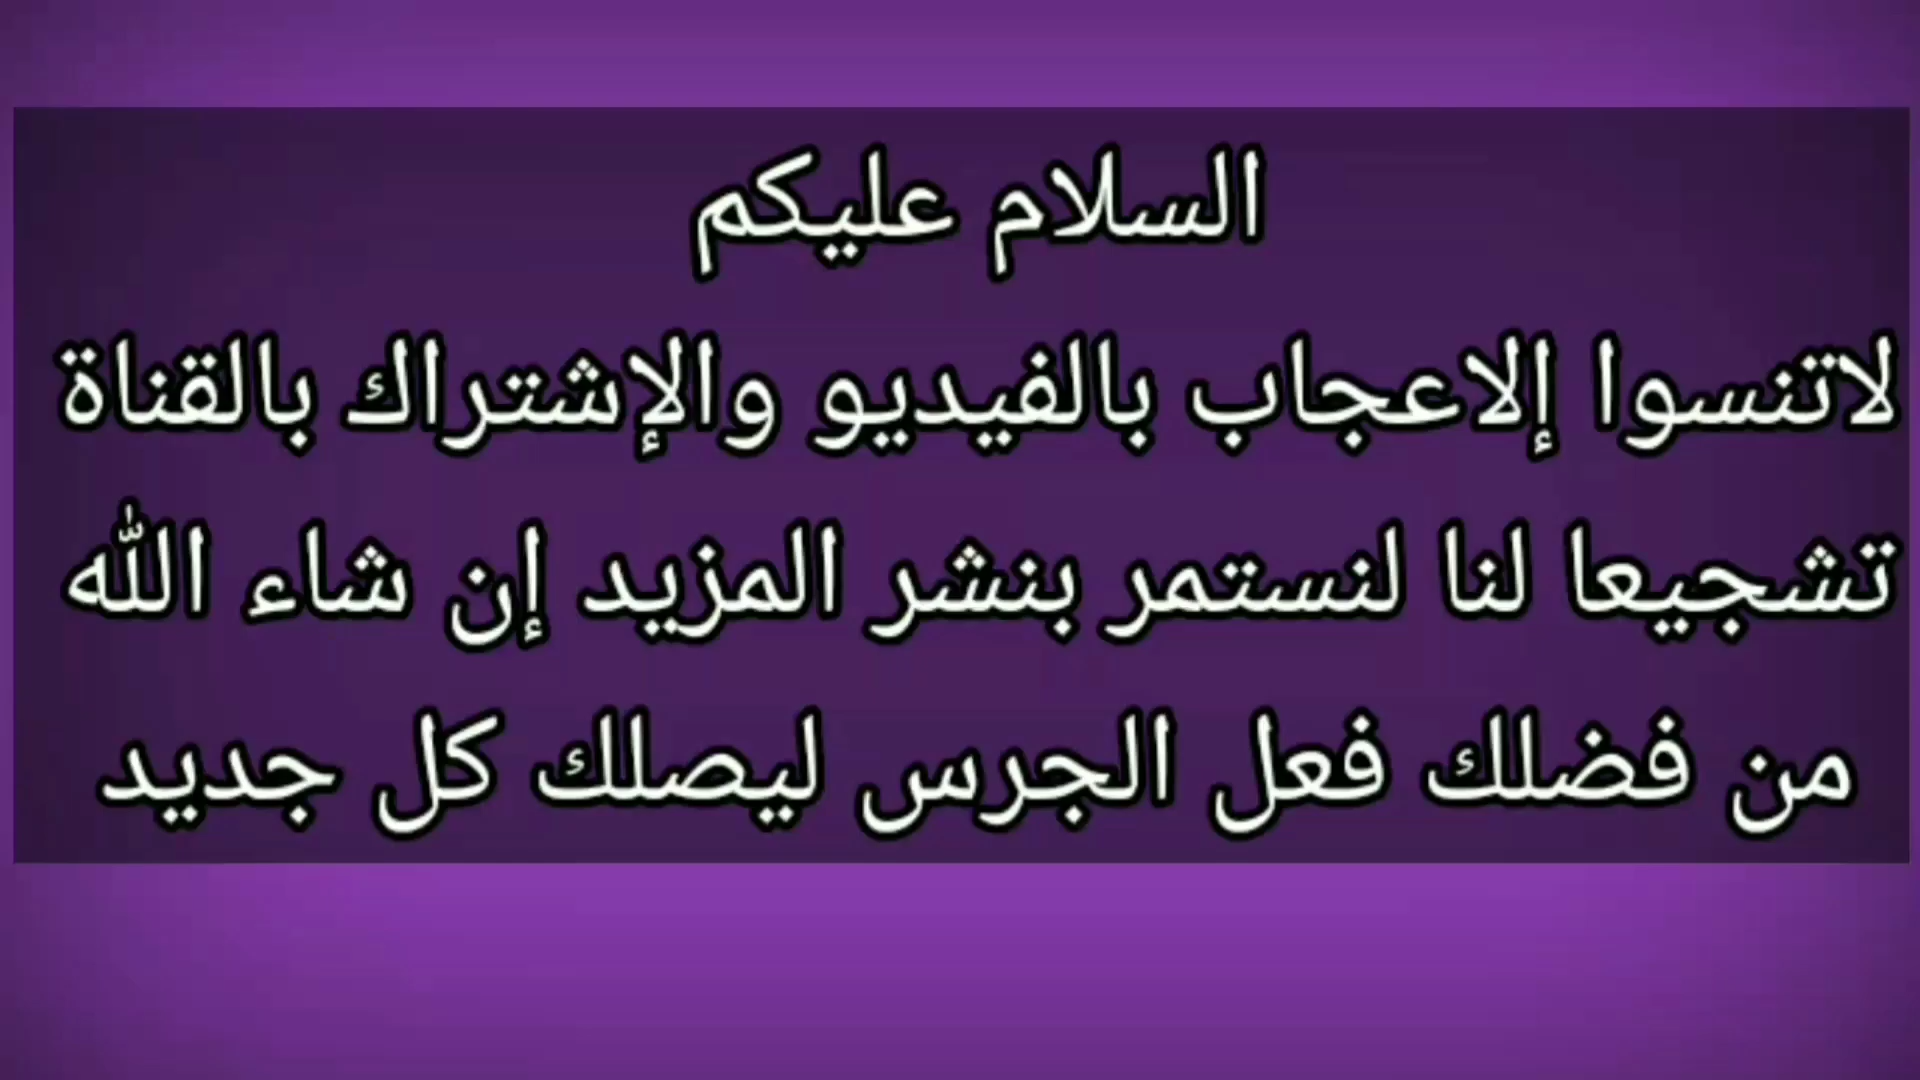 السلام عليكم
لاتنسوا إلاعجاب بالفيديو والإشتراك بالقناة
تشجيعا لنا لنستمر بنشر المزيد إن شاء الله
من فضلك فعل الجرس ليصلك كل جديد